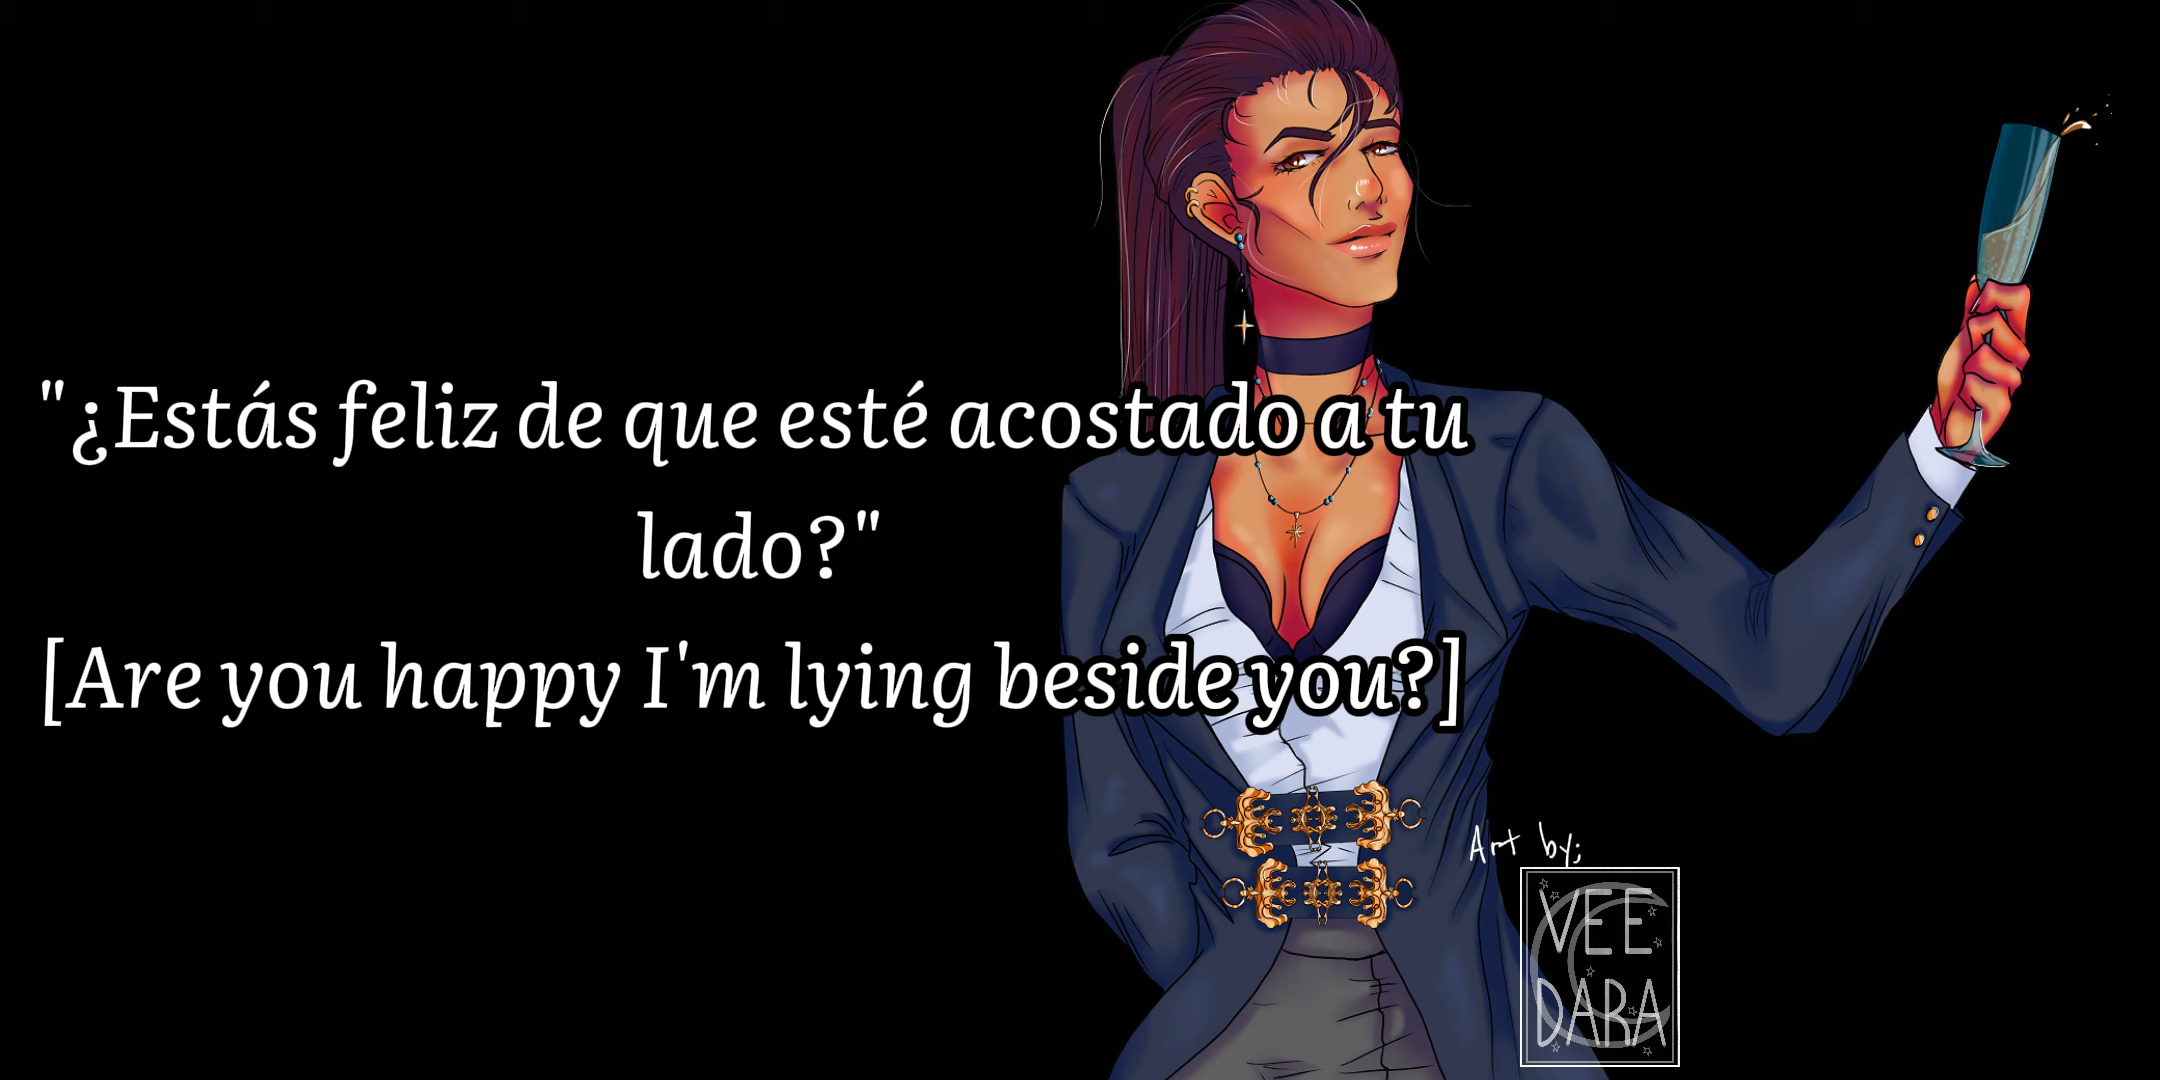 "¿Estás feliz de que esté acostado a tu
lado?"
[Are you happy I'm lying beside you?]
Art by;
VEE
DARA